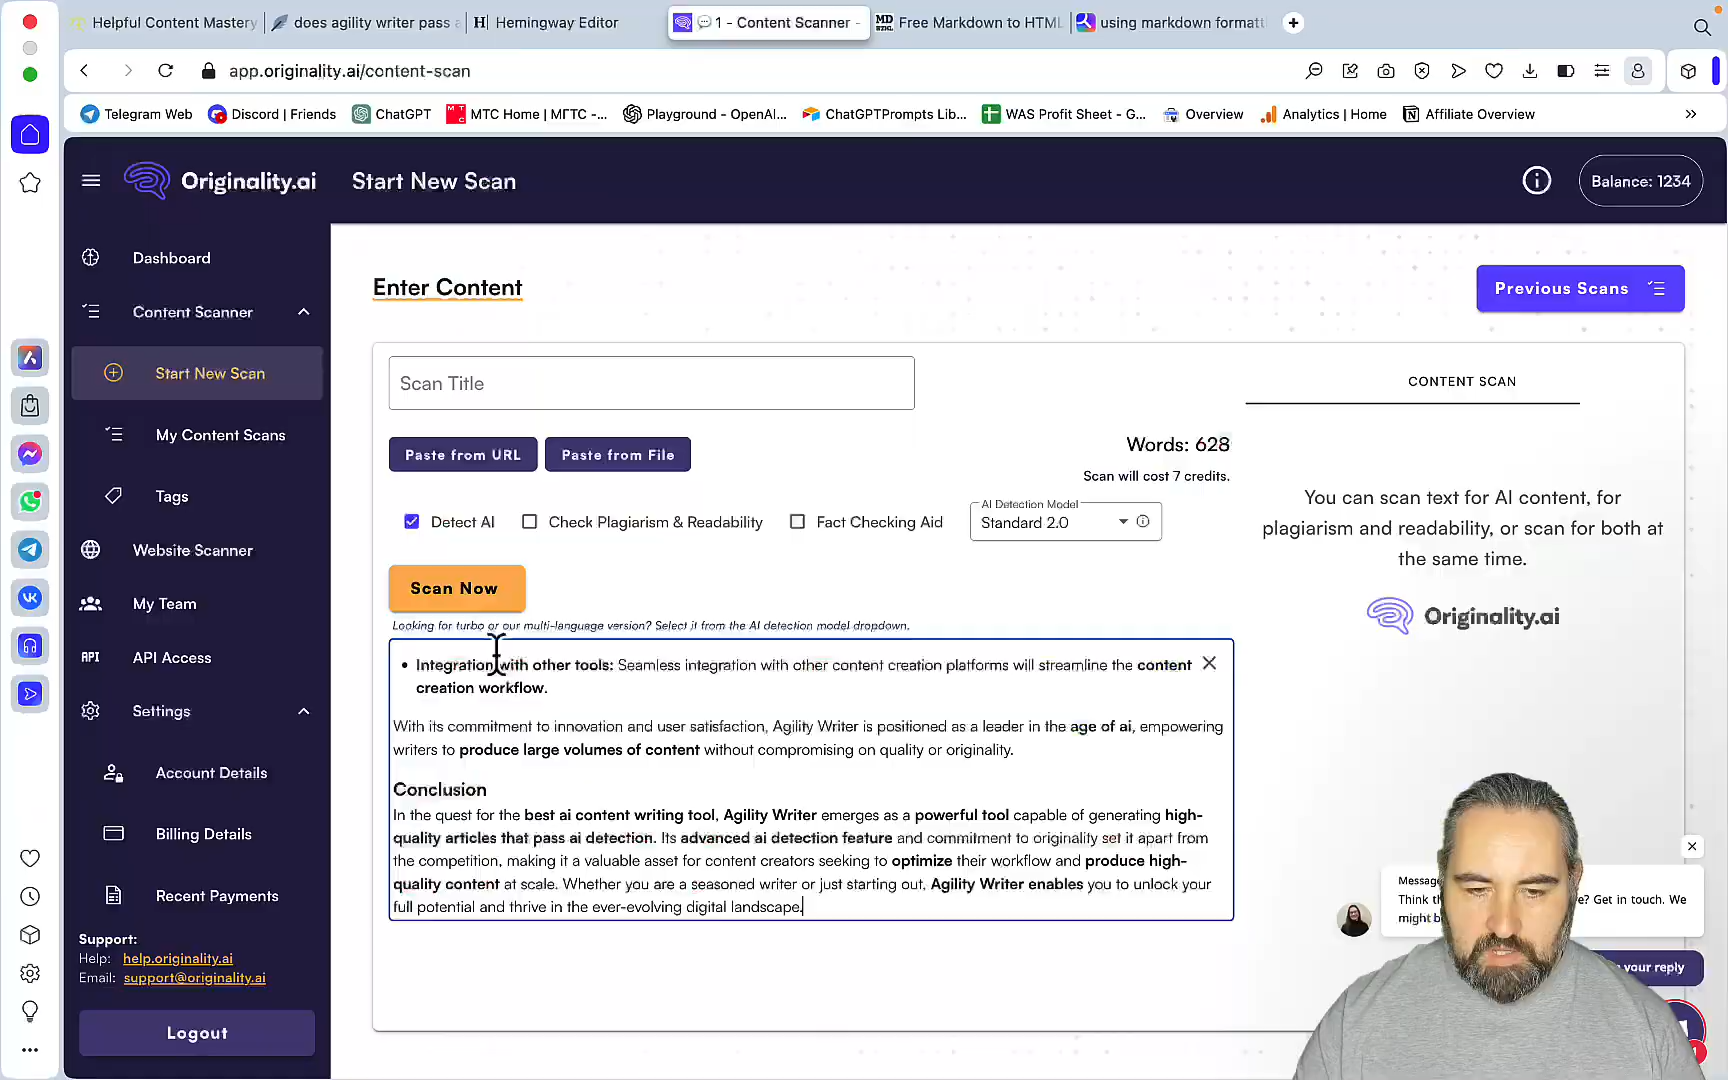 Helpful Content Mastery
does agility writer pass a
Hemingway Editor
1 - Content Scanner -
Free Markdown to HTML
using markdown formatt
app.originality.ai/content-scan
Telegram Web
Discord | Friends
ChatGPT
МТС Home | МГТС -...
Playground - OpenAI...
ChatGPTPrompts Lib...
WAS Profit Sheet - G...
Overview
Analytics | Home
Affiliate Overview
Originality.ai
Start New Scan
Balance: 1234
Dashboard
Content Scanner
Start New Scan
My Content Scans
Tags
Website Scanner
My Team
API
API Access
Settings
Account Details
Billing Details
Recent Payments
Support:
Help: help.originality.ai
Email: support@originality.ai
Logout
Enter Content
Previous Scans
Scan Title
CONTENT SCAN
Paste from URL
Paste from File
Words: 628
Scan will cost 7 credits.
Detect AI
Check Plagiarism & Readability
Fact Checking Aid
AI Detection Model
Standard 2.0
You can scan text for AI content, for
plagiarism and readability, or scan for both at
the same time.
Originality.ai
Scan Now
Looking for turbo or our multi-language version? Select it from the AI detection model dropdown.
• Integration with other tools: Seamless integration with other content creation platforms will streamline the content
creation workflow.
With its commitment to innovation and user satisfaction, Agility Writer is positioned as a leader in the age of ai, empowering
writers to produce large volumes of content without compromising on quality or originality.
Conclusion
In the quest for the best ai content writing tool, Agility Writer emerges as a powerful tool capable of generating high-
quality articles that pass ai detection. Its advanced ai detection feature and commitment to originality set it apart from
the competition, making it a valuable asset for content creators seeking to optimize their workflow and produce high-
quality content at scale. Whether you are a seasoned writer or just starting out, Agility Writer enables you to unlock your
full potential and thrive in the ever-evolving digital landscape.
Message
Think th e? Get in touch. We
might b
your reply
1